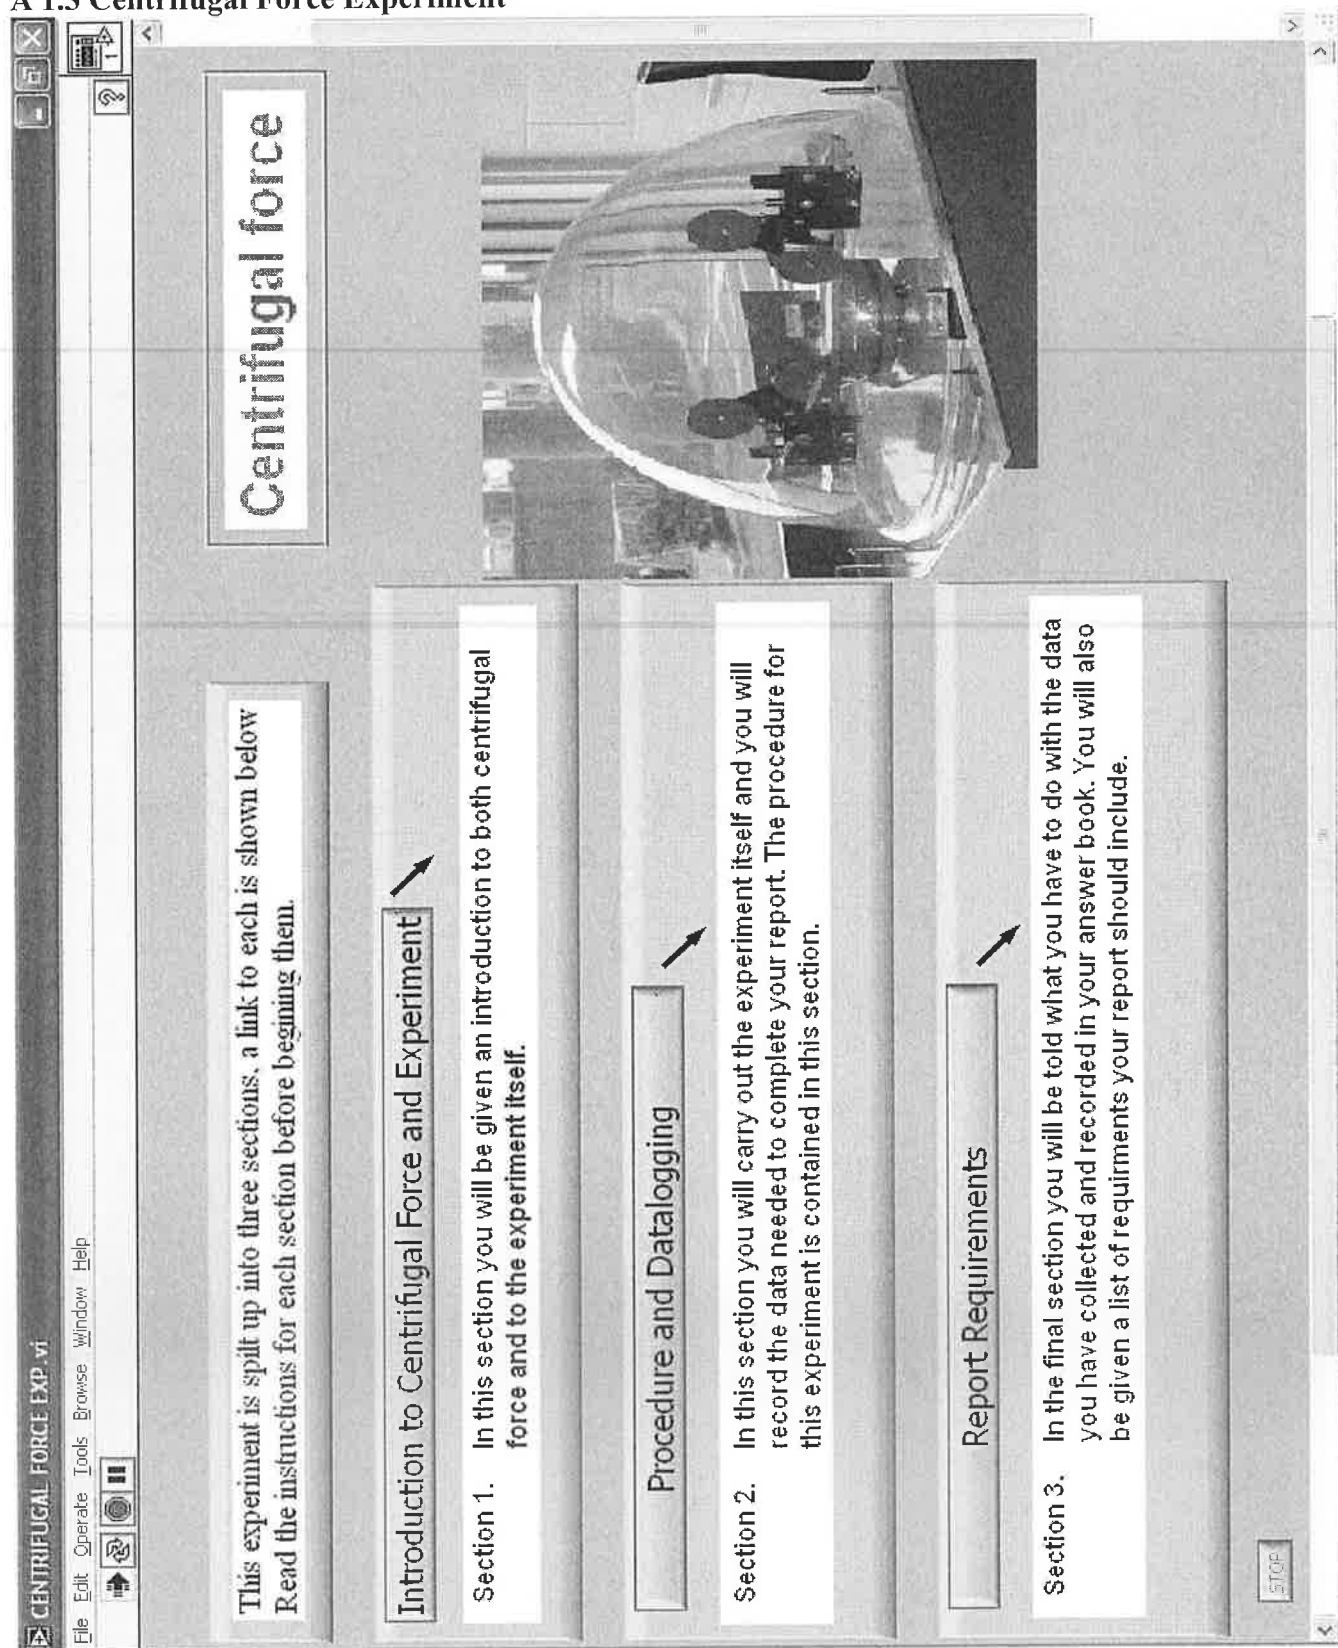 A 1.3 Centrifugal Force Experiment
CENTRIFUGAL FORCE EXP.vi
File Edit Operate Tools Browse Window Help
1
?
Centrifugal force
This experiment is spilt up into three sections, a link to each is shown below
Read the instructions for each section before begining them.
Introduction to Centrifugal Force and Experiment
Section 1. In this section you will be given an introduction to both centrifugal
force and to the experiment itself.
Procedure and Datalogging
Section 2. In this section you will carry out the experiment itself and you will
record the data needed to complete your report. The procedure for
this experiment is contained in this section.
Report Requirements
Section 3. In the final section you will be told what you have to do with the data
you have collected and recorded in your answer book. You will also
be given a list of requirments your report should include.
STOP